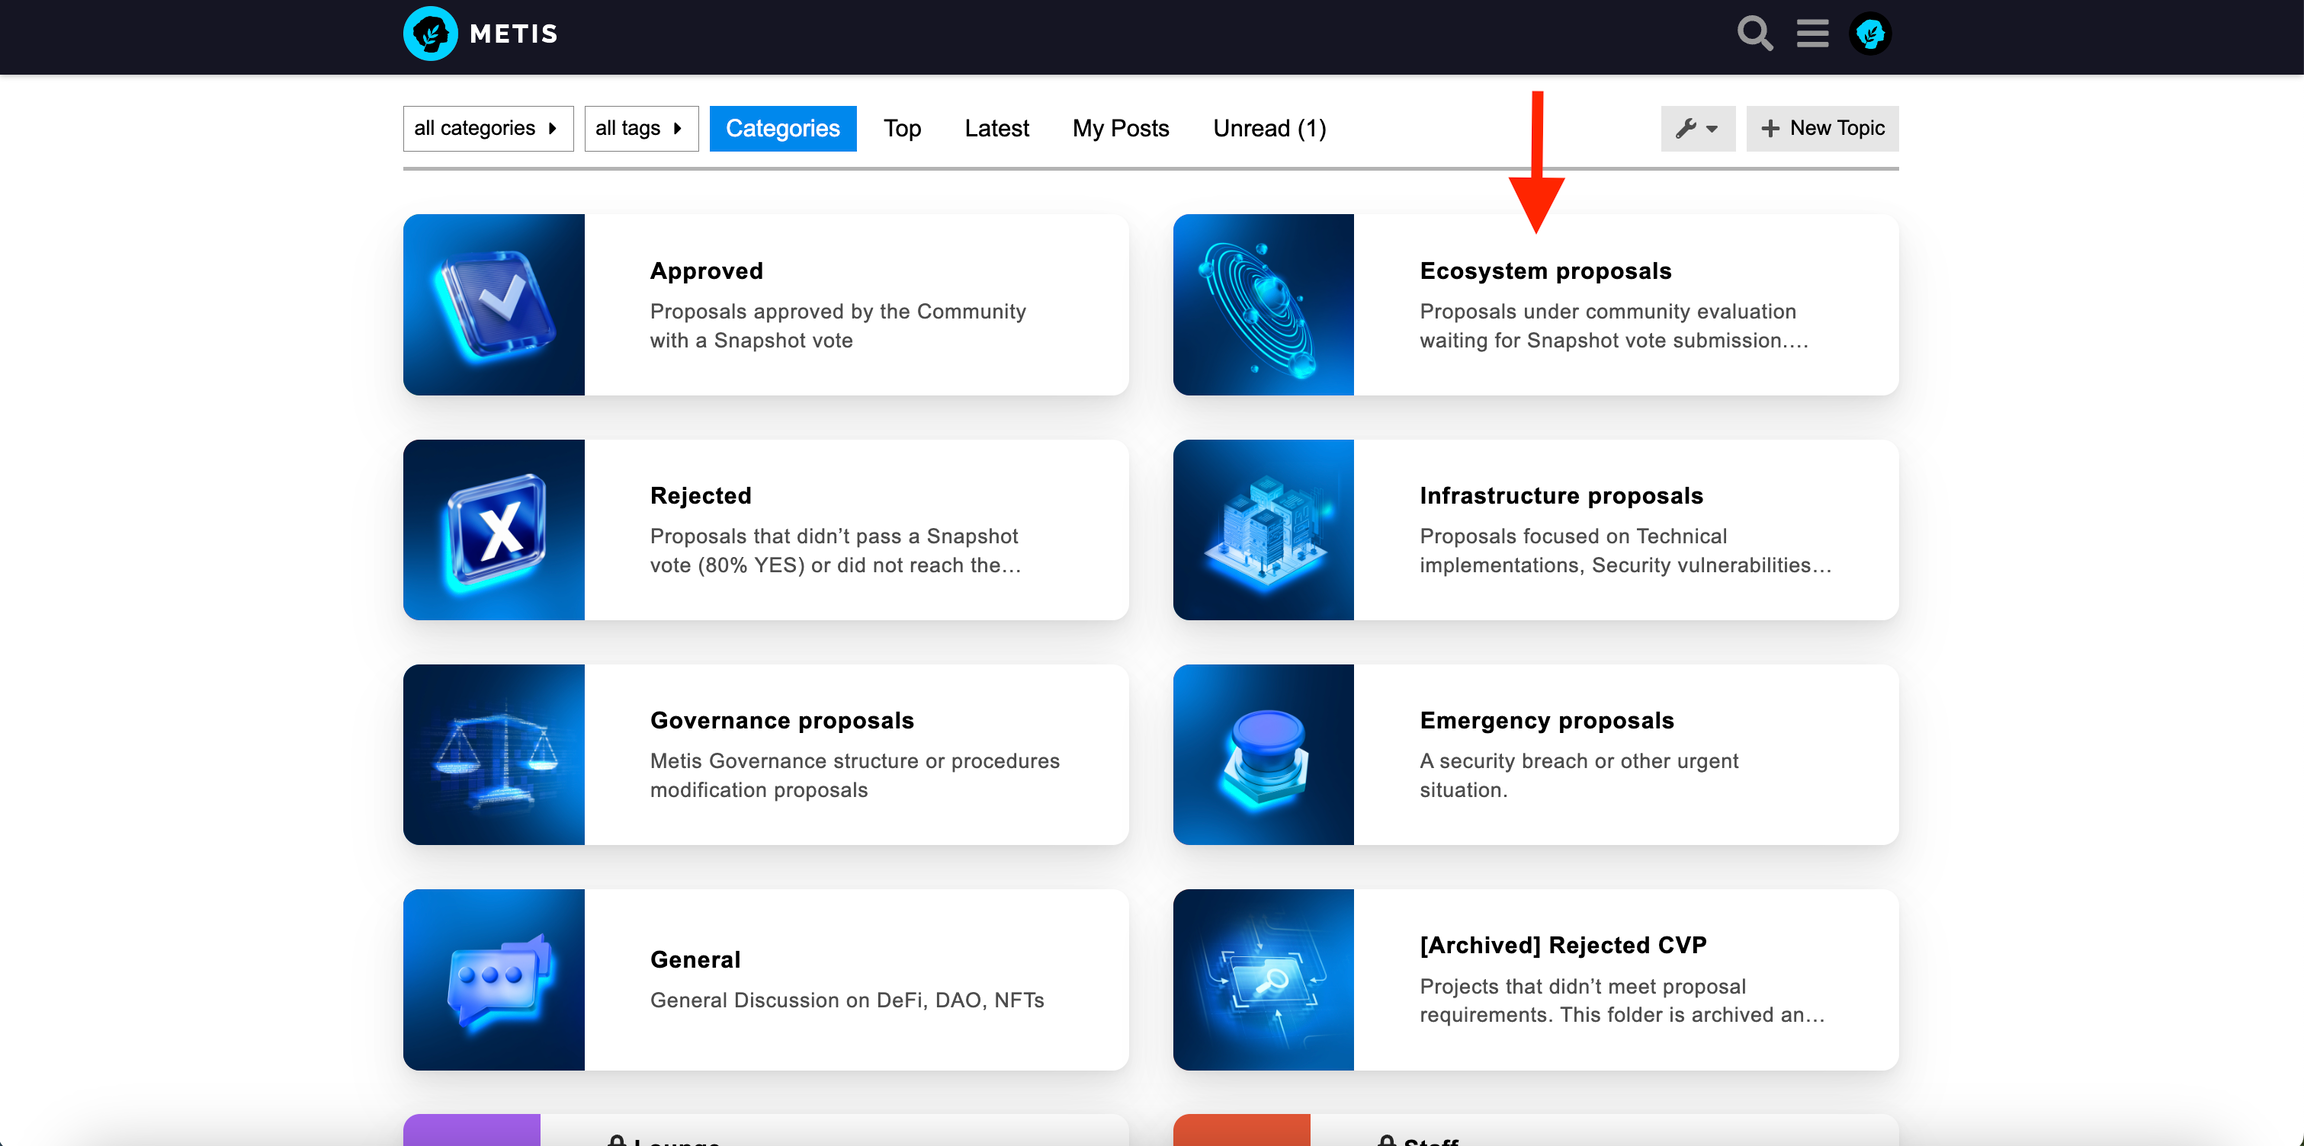 METIS
all categories
all tags
Categories
Top
Latest
My Posts
Unread (1)
New Topic
Approved
Proposals approved by the Community
with a Snapshot vote
Ecosystem proposals
Proposals under community evaluation
waiting for Snapshot vote submission....
Rejected
Proposals that didn’t pass a Snapshot
vote (80% YES) or did not reach the...
Infrastructure proposals
Proposals focused on Technical
implementations, Security vulnerabilities...
Governance proposals
Metis Governance structure or procedures
modification proposals
Emergency proposals
A security breach or other urgent
situation.
General
General Discussion on DeFi, DAO, NFTs
[Archived] Rejected CVP
Projects that didn’t meet proposal
requirements. This folder is archived an...
Lounge
Staff